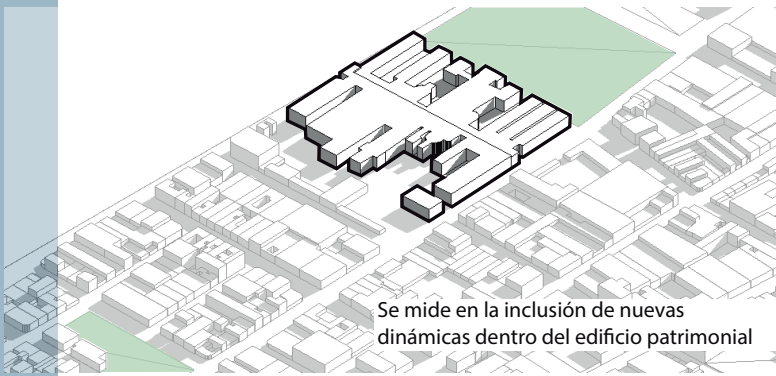 Se mide en la inclusión de nuevas
dinámicas dentro del edificio patrimonial